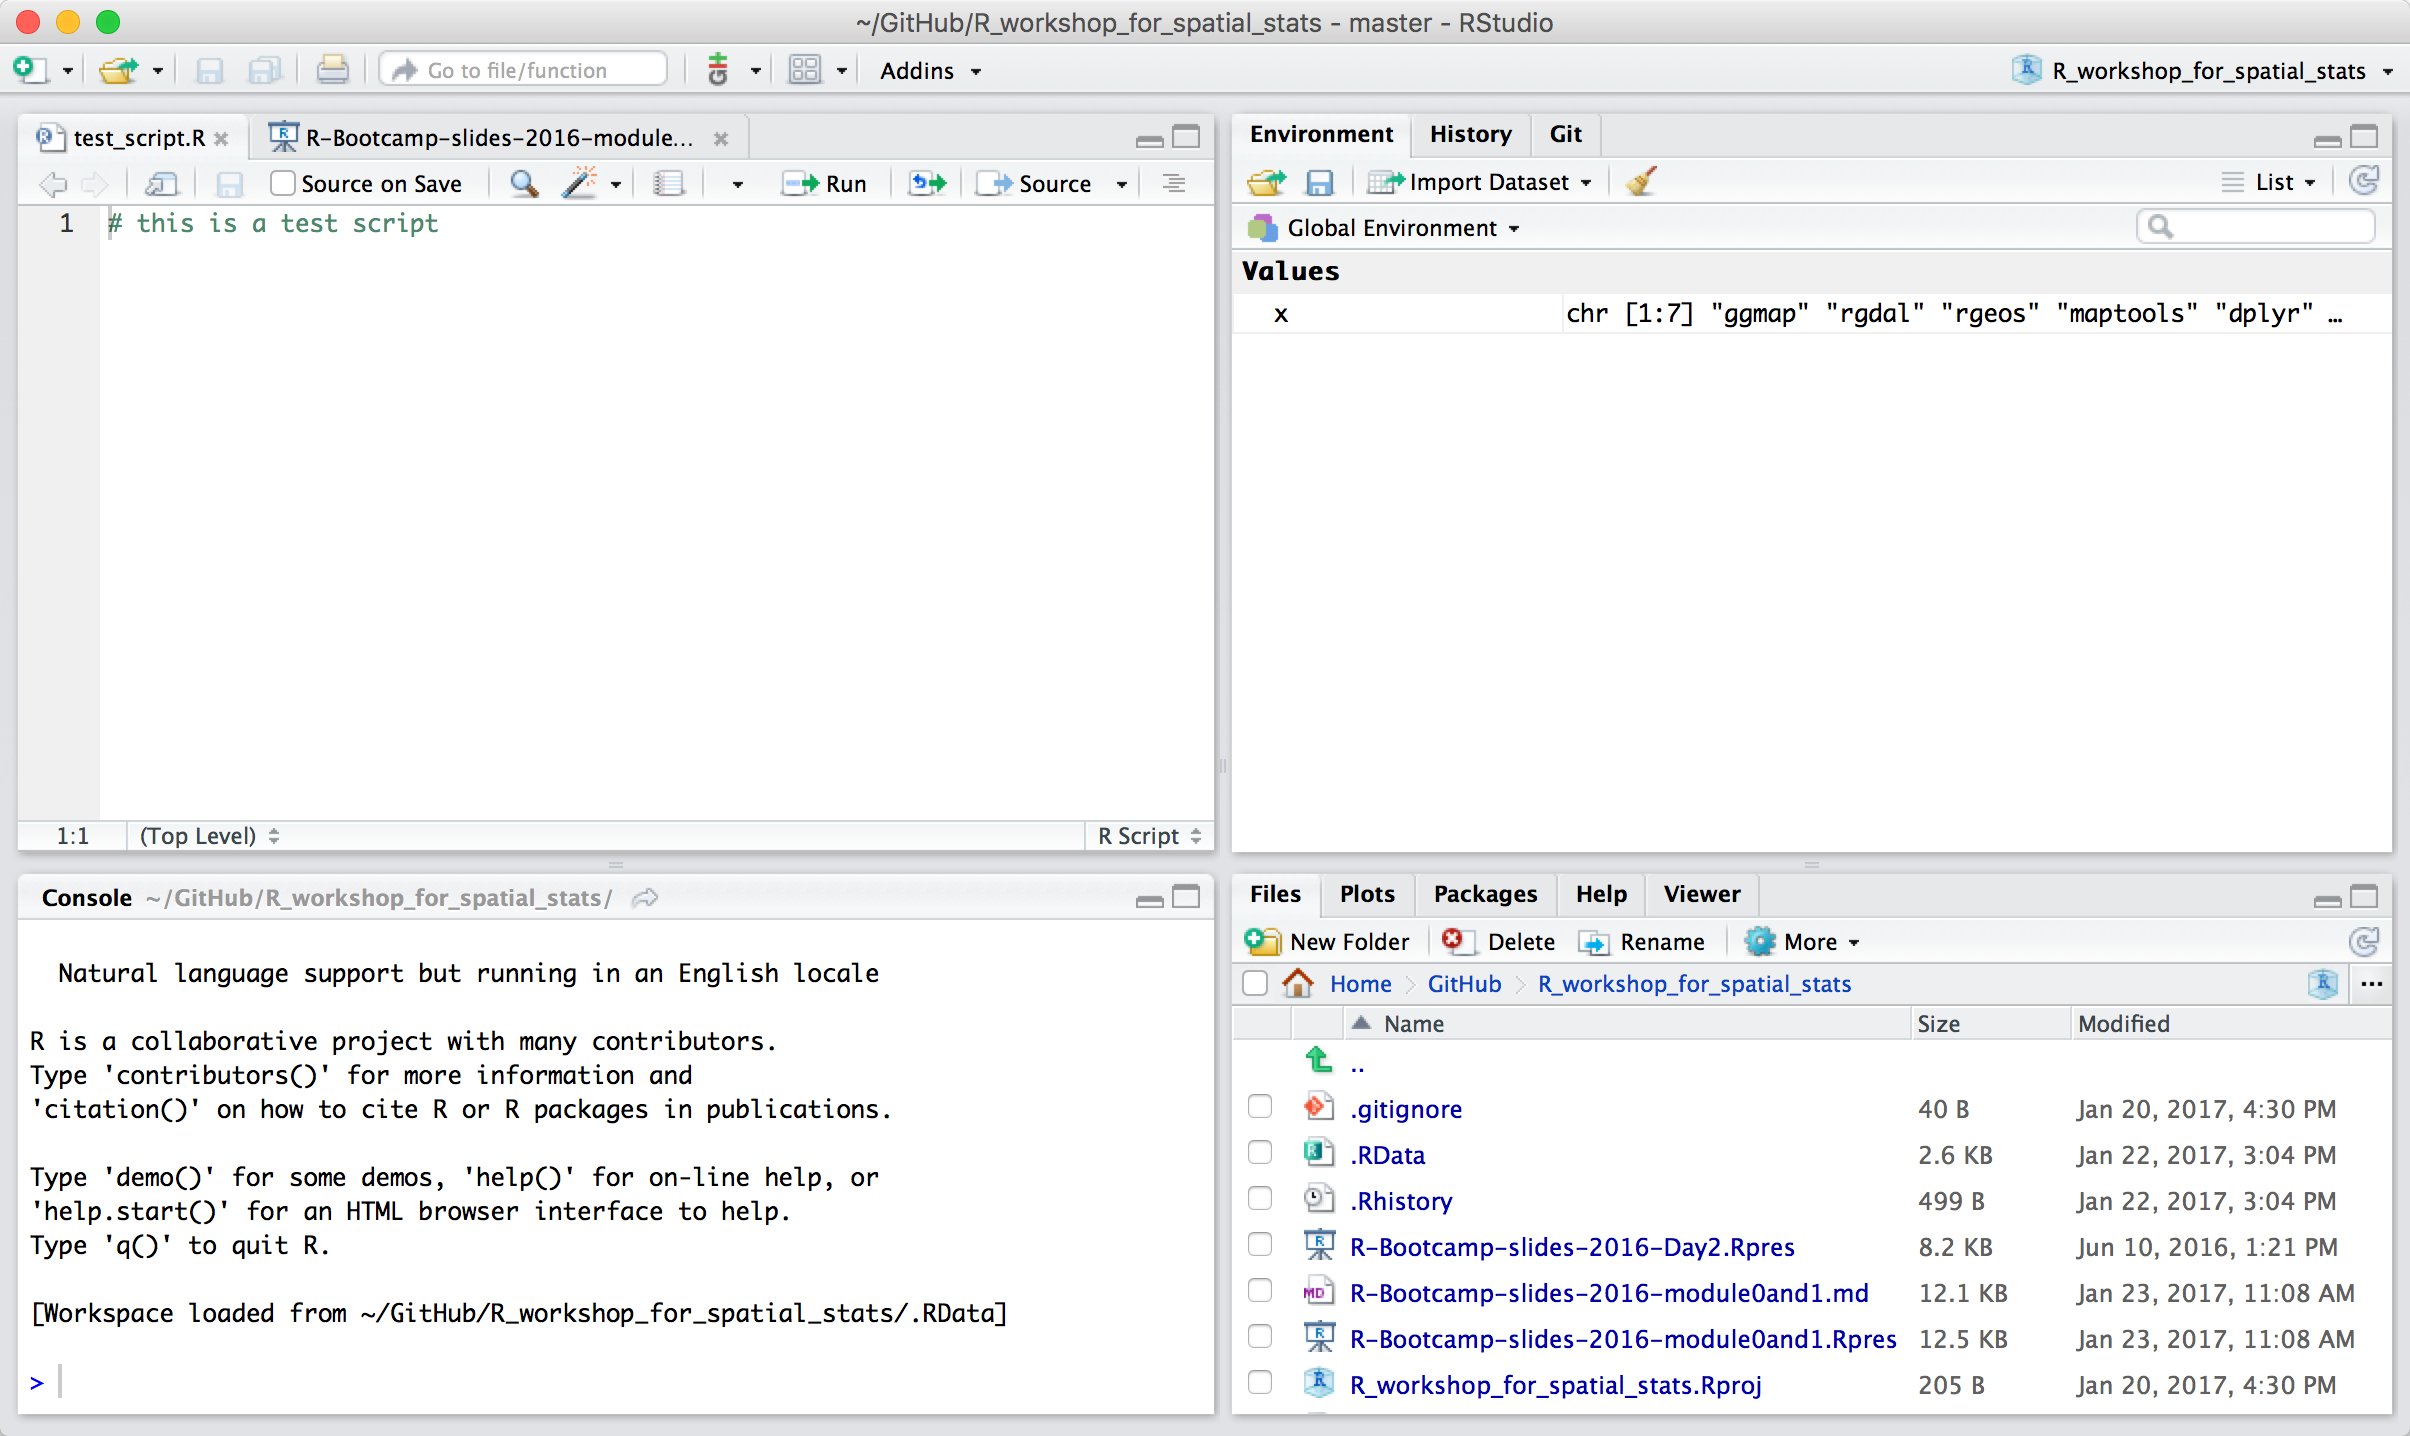 ~/GitHub/R_workshop_for_spatial_stats - master - RStudio
Go to file/function
Addins
R_workshop_for_spatial_stats
test_script.R
R-Bootcamp-slides-2016-module...
Source on Save
Run
Source
1
# this is a test script
1:1
(Top Level)
R Script
Environment
History
Git
Import Dataset
List
Global Environment
Values
x chr [1:7] "ggmap" "rgdal" "rgeos" "maptools" "dplyr" …
Console ~/GitHub/R_workshop_for_spatial_stats/
Natural language support but running in an English locale
R is a collaborative project with many contributors.
Type 'contributors()' for more information and
'citation()' on how to cite R or R packages in publications.
Type 'demo()' for some demos, 'help()' for on-line help, or
'help.start()' for an HTML browser interface to help.
Type 'q()' to quit R.
[Workspace loaded from ~/GitHub/R_workshop_for_spatial_stats/.RData]
>
Files
Plots
Packages
Help
Viewer
New Folder
Delete
Rename
More
Home
GitHub
R_workshop_for_spatial_stats
...
Name Size Modified
..
.gitignore 40 B Jan 20, 2017, 4:30 PM
.RData 2.6 KB Jan 22, 2017, 3:04 PM
.Rhistory 499 B Jan 22, 2017, 3:04 PM
R-Bootcamp-slides-2016-Day2.Rpres 8.2 KB Jun 10, 2016, 1:21 PM
R-Bootcamp-slides-2016-module0and1.md 12.1 KB Jan 23, 2017, 11:08 AM
R-Bootcamp-slides-2016-module0and1.Rpres 12.5 KB Jan 23, 2017, 11:08 AM
R_workshop_for_spatial_stats.Rproj 205 B Jan 20, 2017, 4:30 PM